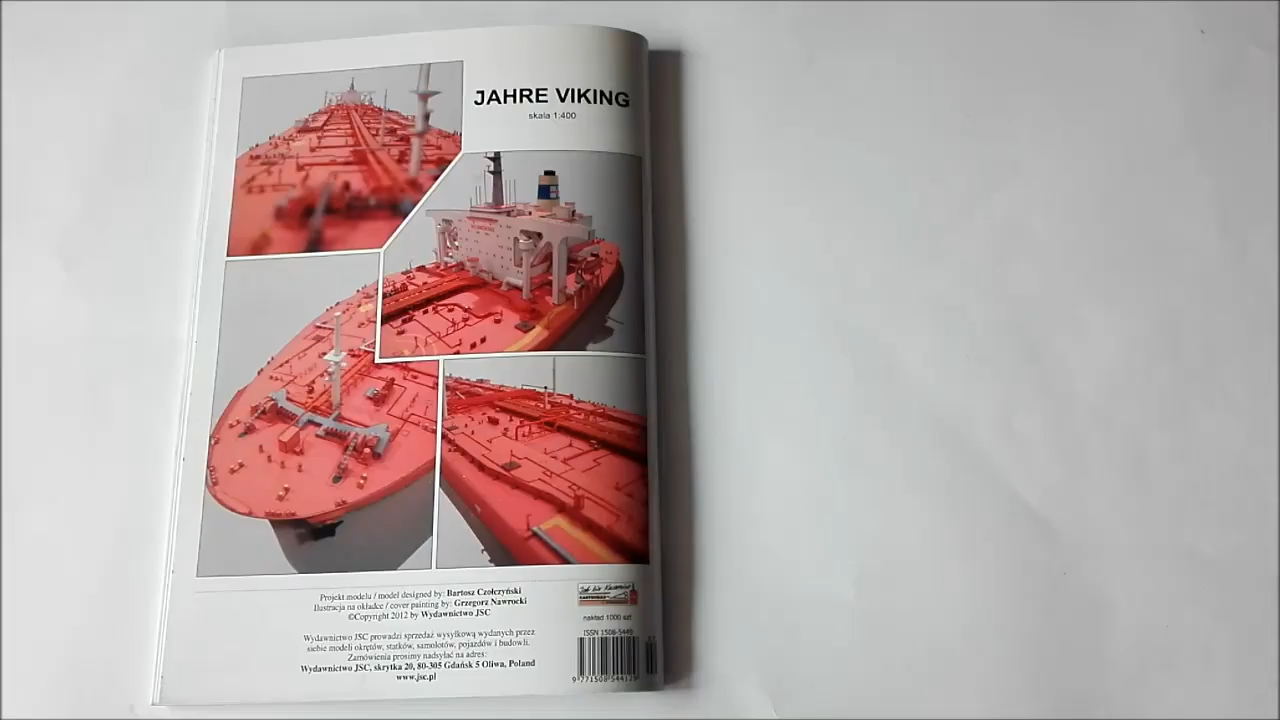 JAHRE VIKING
skala 1:400
Projekt modelu / model designed by: Bartosz Czołczyński
Ilustracja na okładce / cover painting by: Grzegorz Nawrocki
©Copyright 2012 by Wydawnictwo JSC
Wydawnictwo JSC prowadzi sprzedaż wysyłkową wydanych przez
siebie modeli okrętów, statków, samolotów, pojazdów i budowli.
Zamówienia prosimy nadsyłać na adres:
Wydawnictwo JSC, skrytka 20, 80-305 Gdańsk 5 Oliwa, Poland
www.jsc.pl
nakład 1000 szt.
ISSN 1508-5449
9 771508 544125